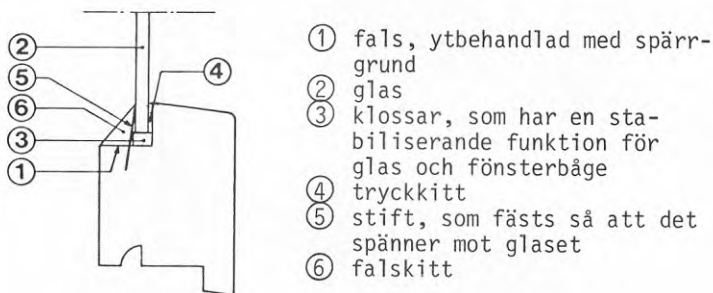 ②
⑤
④
⑥
③
①
① fals, ytbehandlad med spärr-
grund
② glas
③ klossar, som har en sta-
biliserande funktion för
glas och fönsterbåge
④ tryckkitt
⑤ stift, som fästs så att det
spänner mot glaset
⑥ falskitt